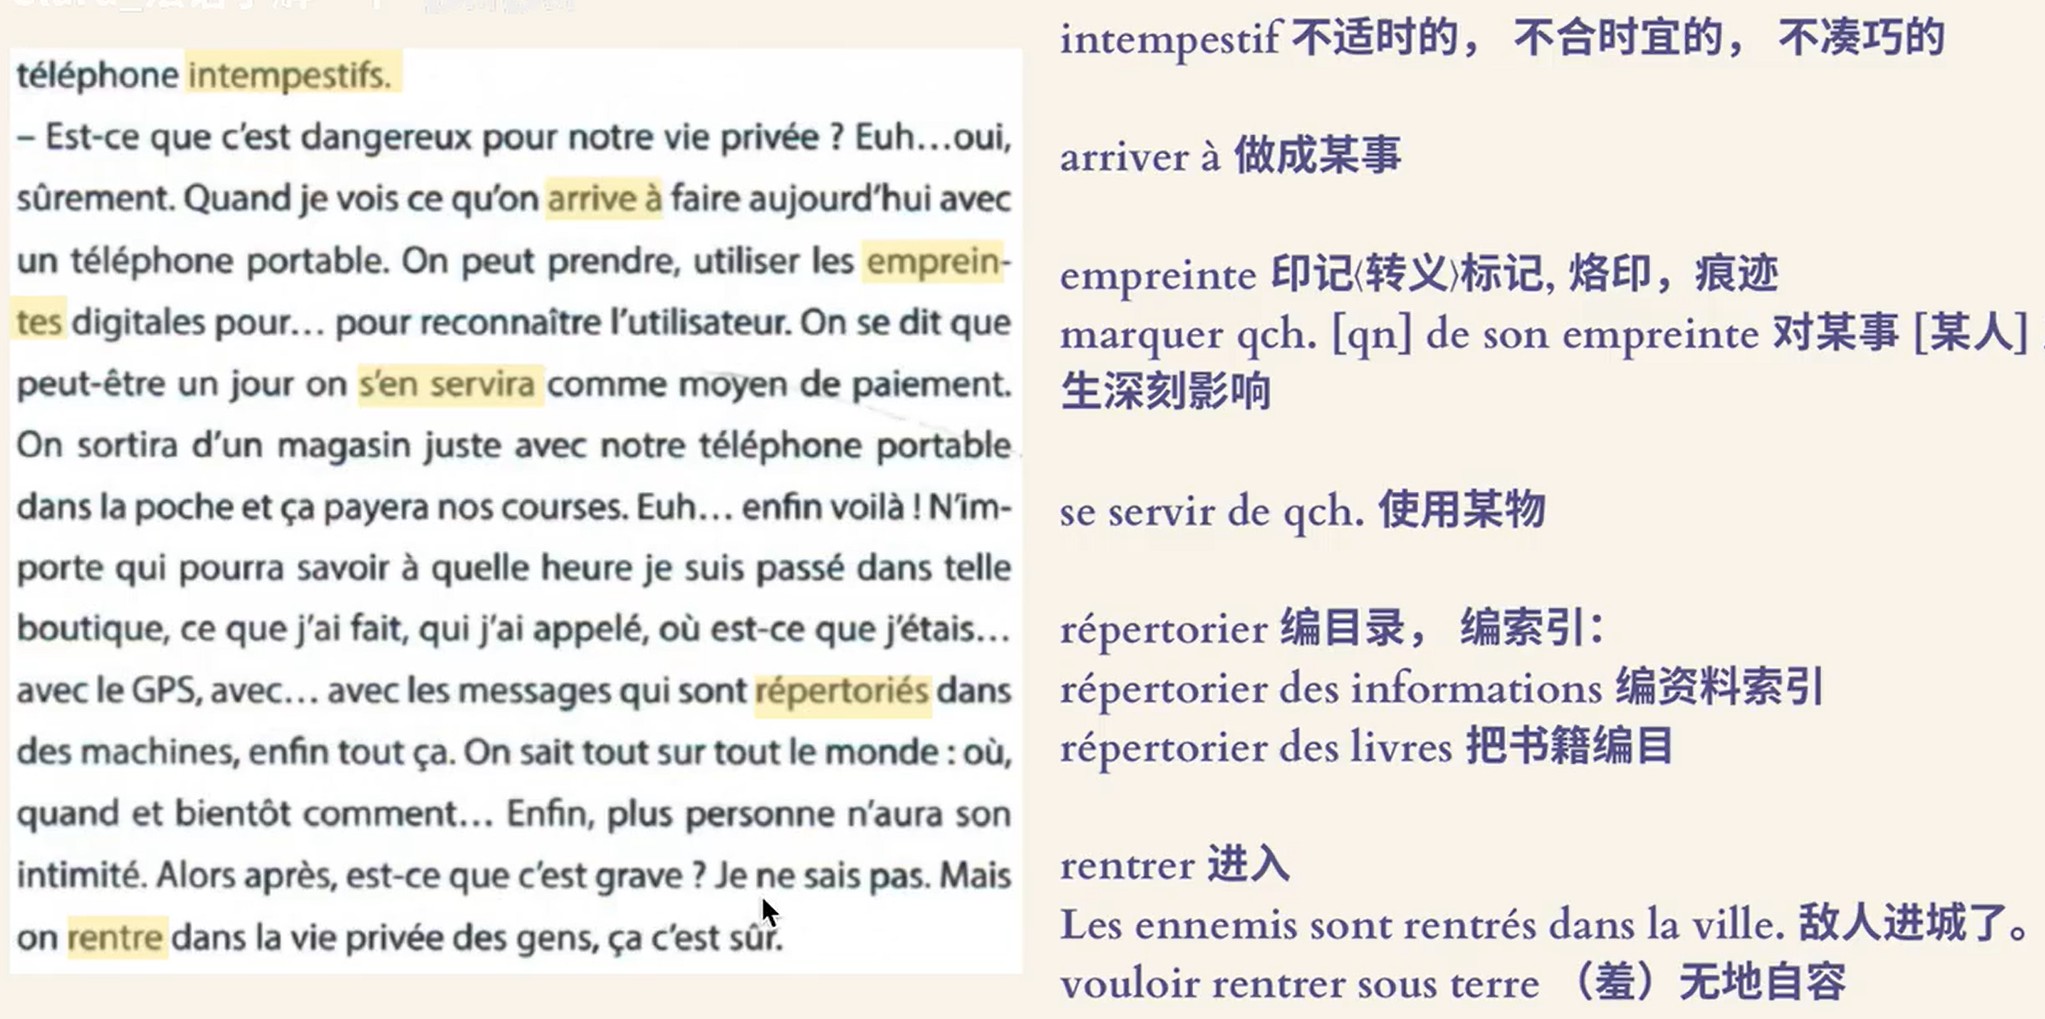 téléphone intempestifs.
– Est-ce que c'est dangereux pour notre vie privée ? Euh…oui,
sûrement. Quand je vois ce qu'on arrive à faire aujourd'hui avec
un téléphone portable. On peut prendre, utiliser les emprein-
tes digitales pour… pour reconnaître l'utilisateur. On se dit que
peut-être un jour on s'en servira comme moyen de paiement.
On sortira d'un magasin juste avec notre téléphone portable
dans la poche et ça payera nos courses. Euh… enfin voilà ! N'im-
porte qui pourra savoir à quelle heure je suis passé dans telle
boutique, ce que j'ai fait, qui j'ai appelé, où est-ce que j'étais…
avec le GPS, avec… avec les messages qui sont répertoriés dans
des machines, enfin tout ça. On sait tout sur tout le monde : où,
quand et bientôt comment… Enfin, plus personne n'aura son
intimité. Alors après, est-ce que c'est grave ? Je ne sais pas. Mais
on rentre dans la vie privée des gens, ça c'est sûr.
intempestif 不适时的， 不合时宜的， 不凑巧的
arriver à 做成某事
empreinte 印记〈转义〉标记, 烙印，痕迹
marquer qch. [qn] de son empreinte 对某事 [某人]
生深刻影响
se servir de qch. 使用某物
répertorier 编目录， 编索引：
répertorier des informations 编资料索引
répertorier des livres 把书籍编目
rentrer 进入
Les ennemis sont rentrés dans la ville. 敌人进城了。
vouloir rentrer sous terre （羞）无地自容